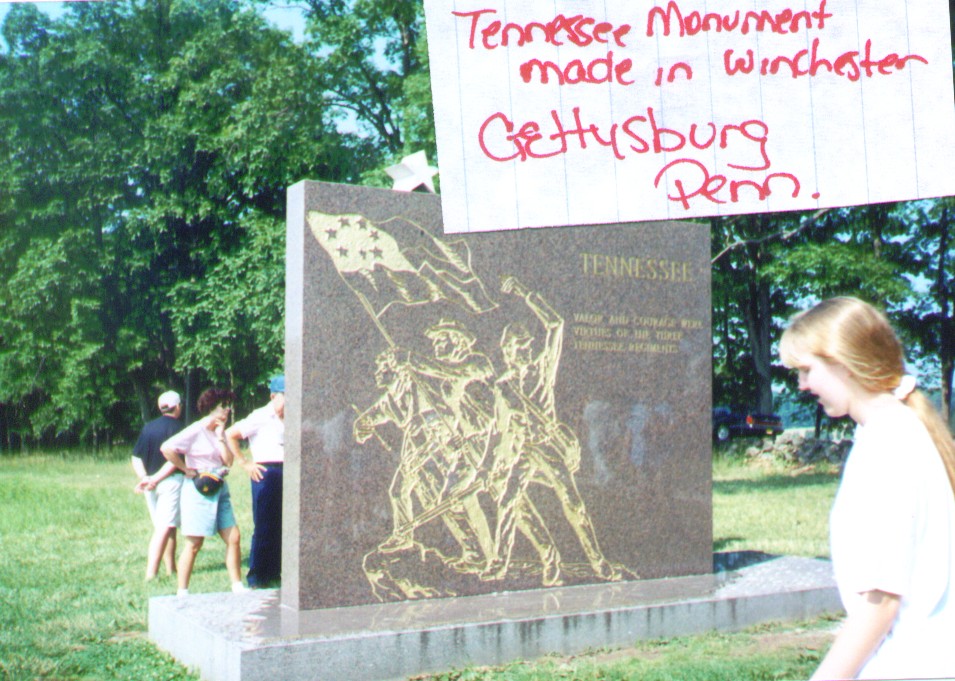 Tennessee Monument
made in Winchester
Gettysburg
Penn.
TENNESSEE
VALOR AND COURAGE WERE
VIRTUES OF THE THREE
TENNESSEE REGIMENTS